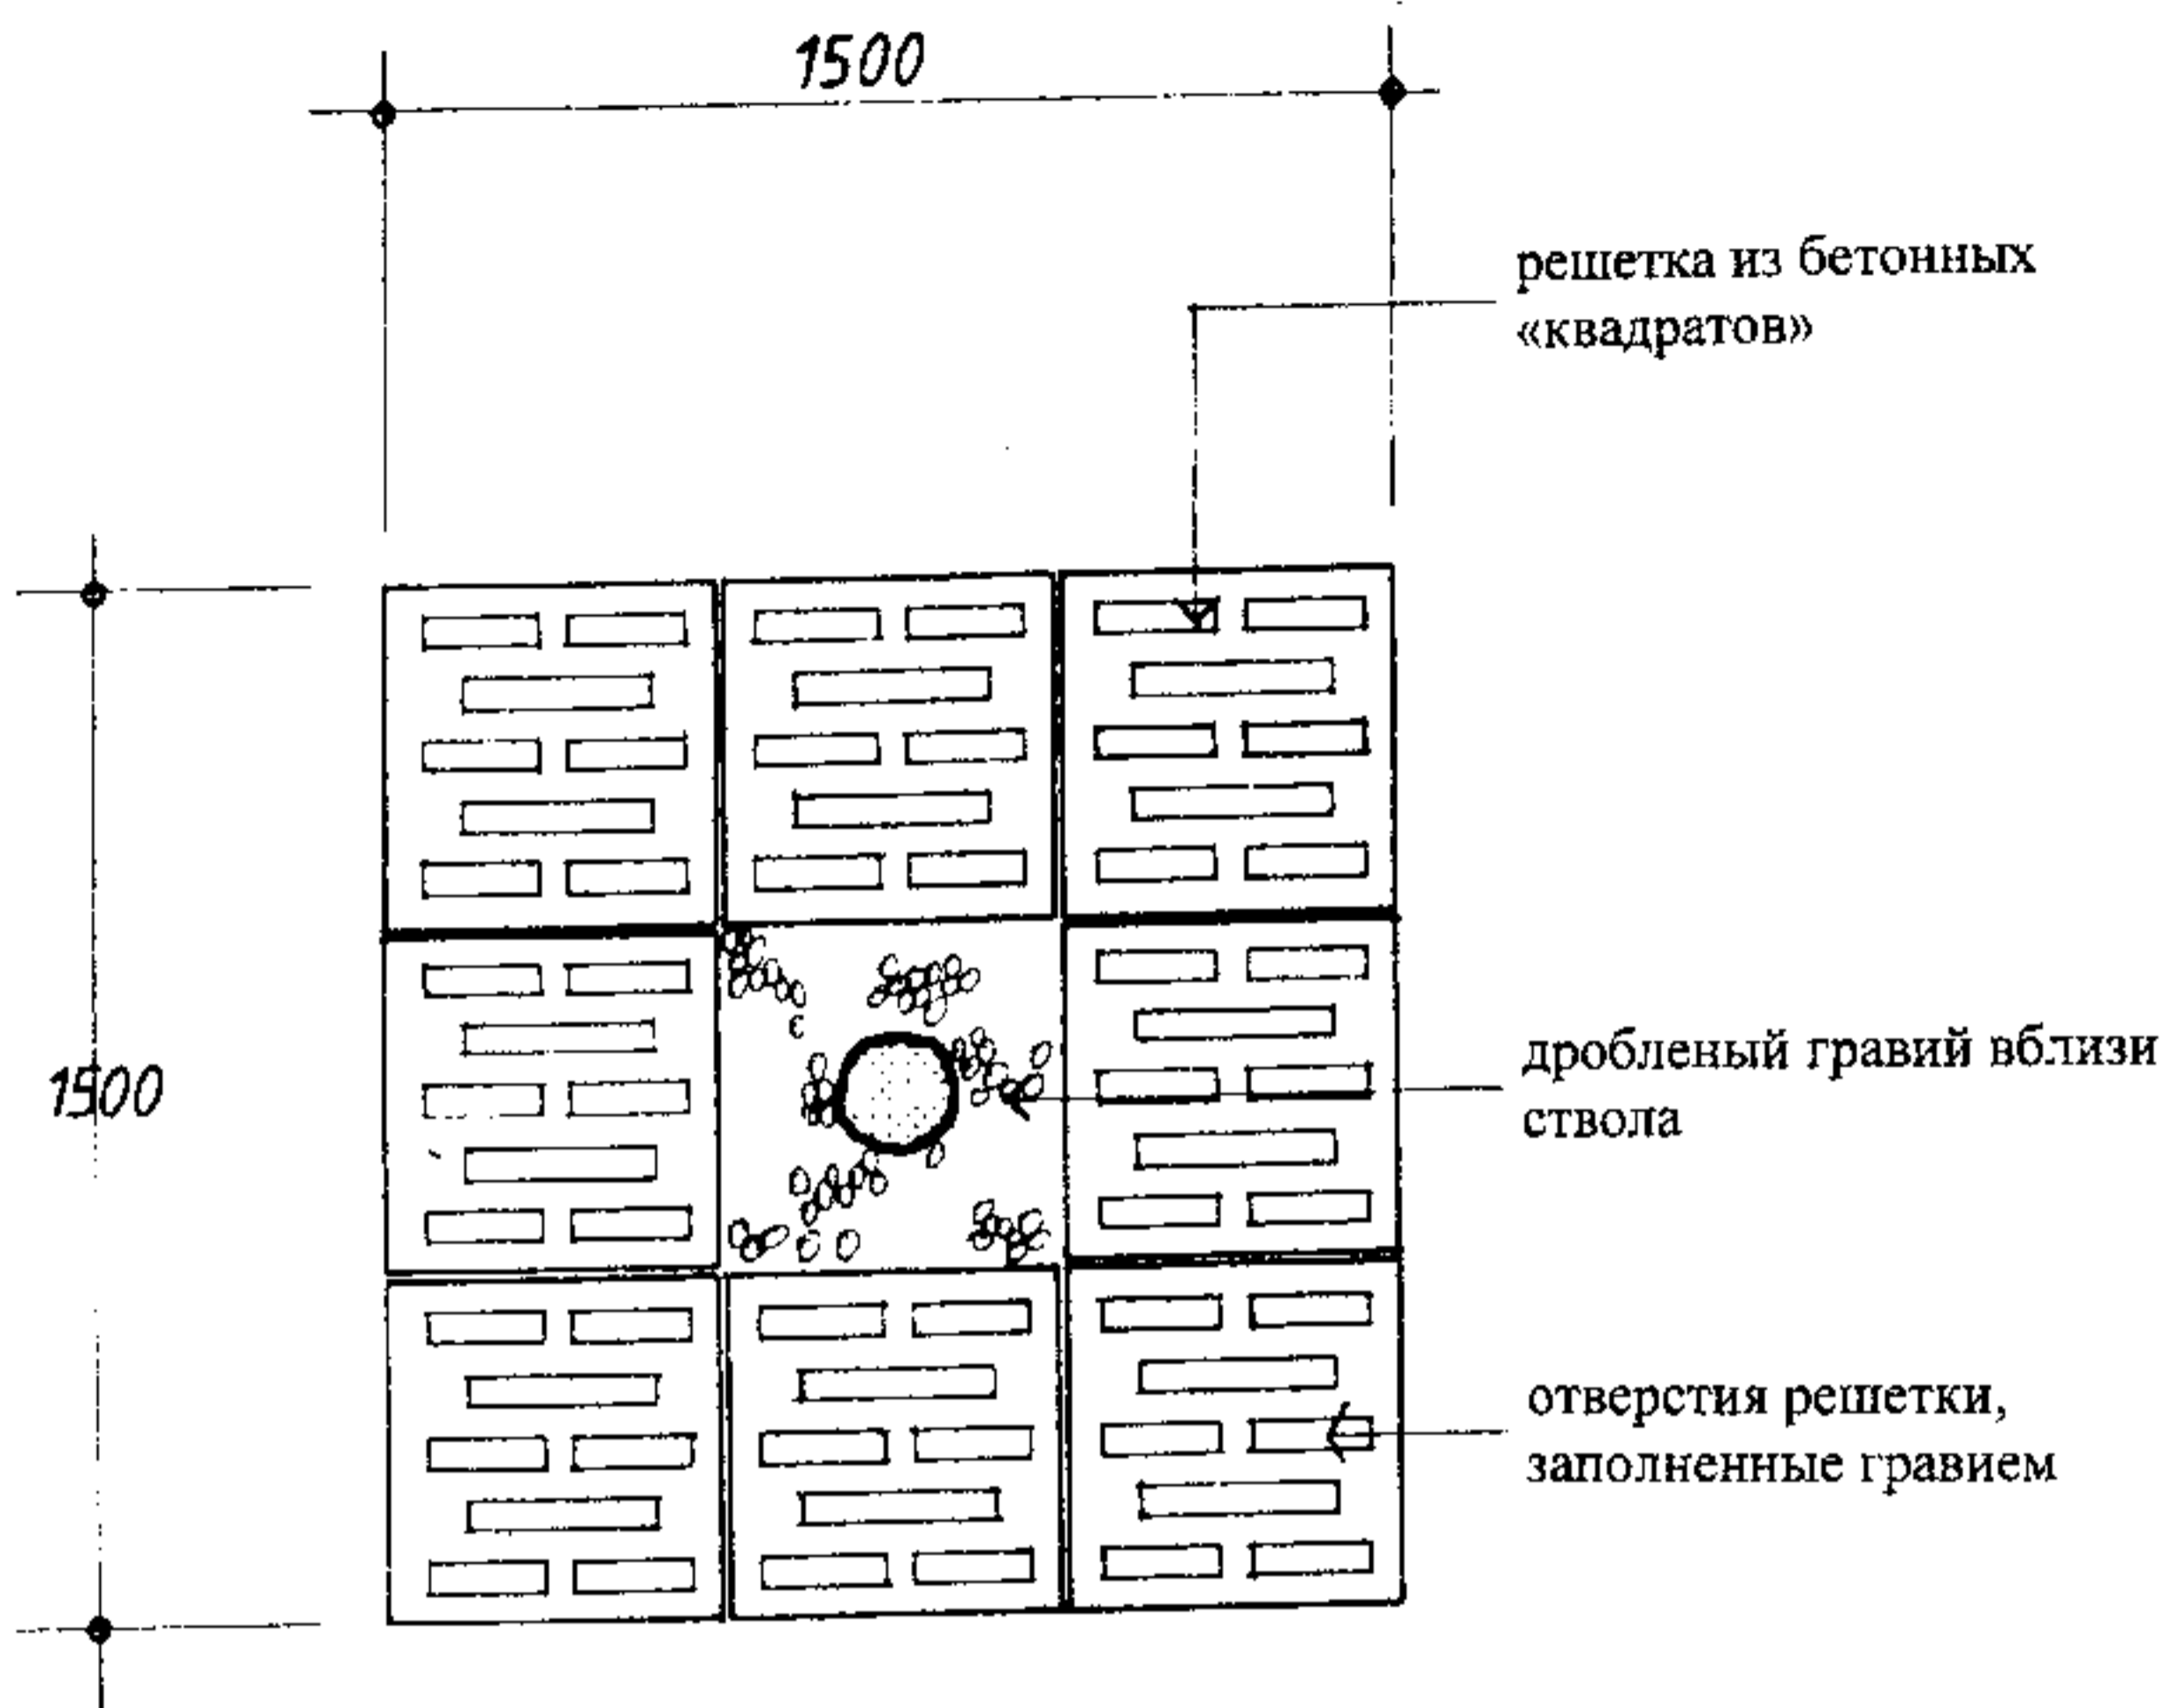 1500
решетка из бетонных
«квадратов»
1500
дробленый гравий вблизи
ствола
отверстия решетки,
заполненные гравием